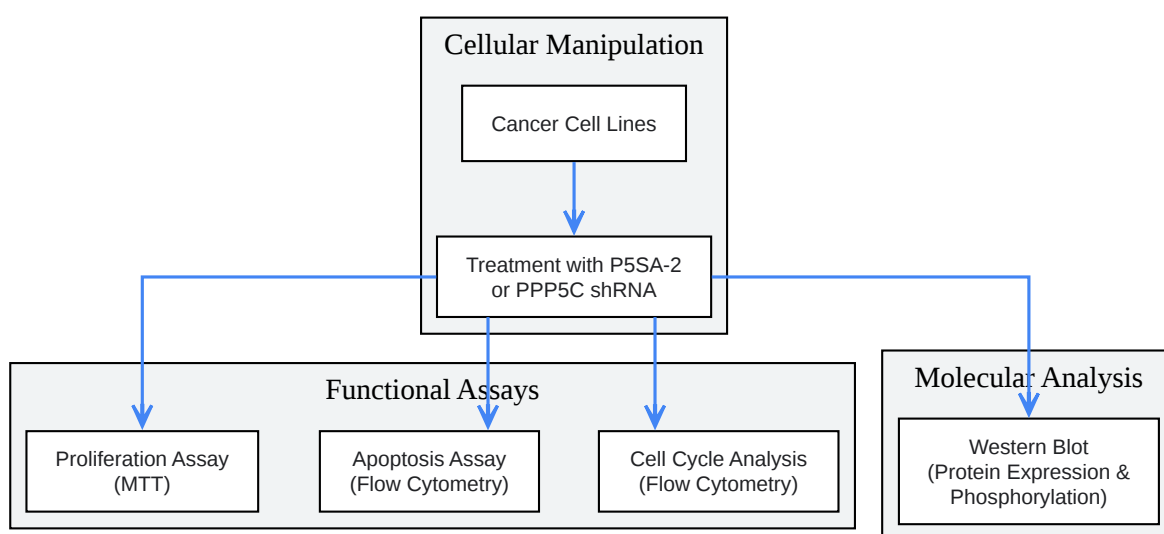 Cellular Manipulation
Cancer Cell Lines
Treatment with P5SA-2
or PPP5C shRNA
Functional Assays
Proliferation Assay
(MTT)
Apoptosis Assay
(Flow Cytometry)
Cell Cycle Analysis
(Flow Cytometry)
Molecular Analysis
Western Blot
(Protein Expression &
Phosphorylation)